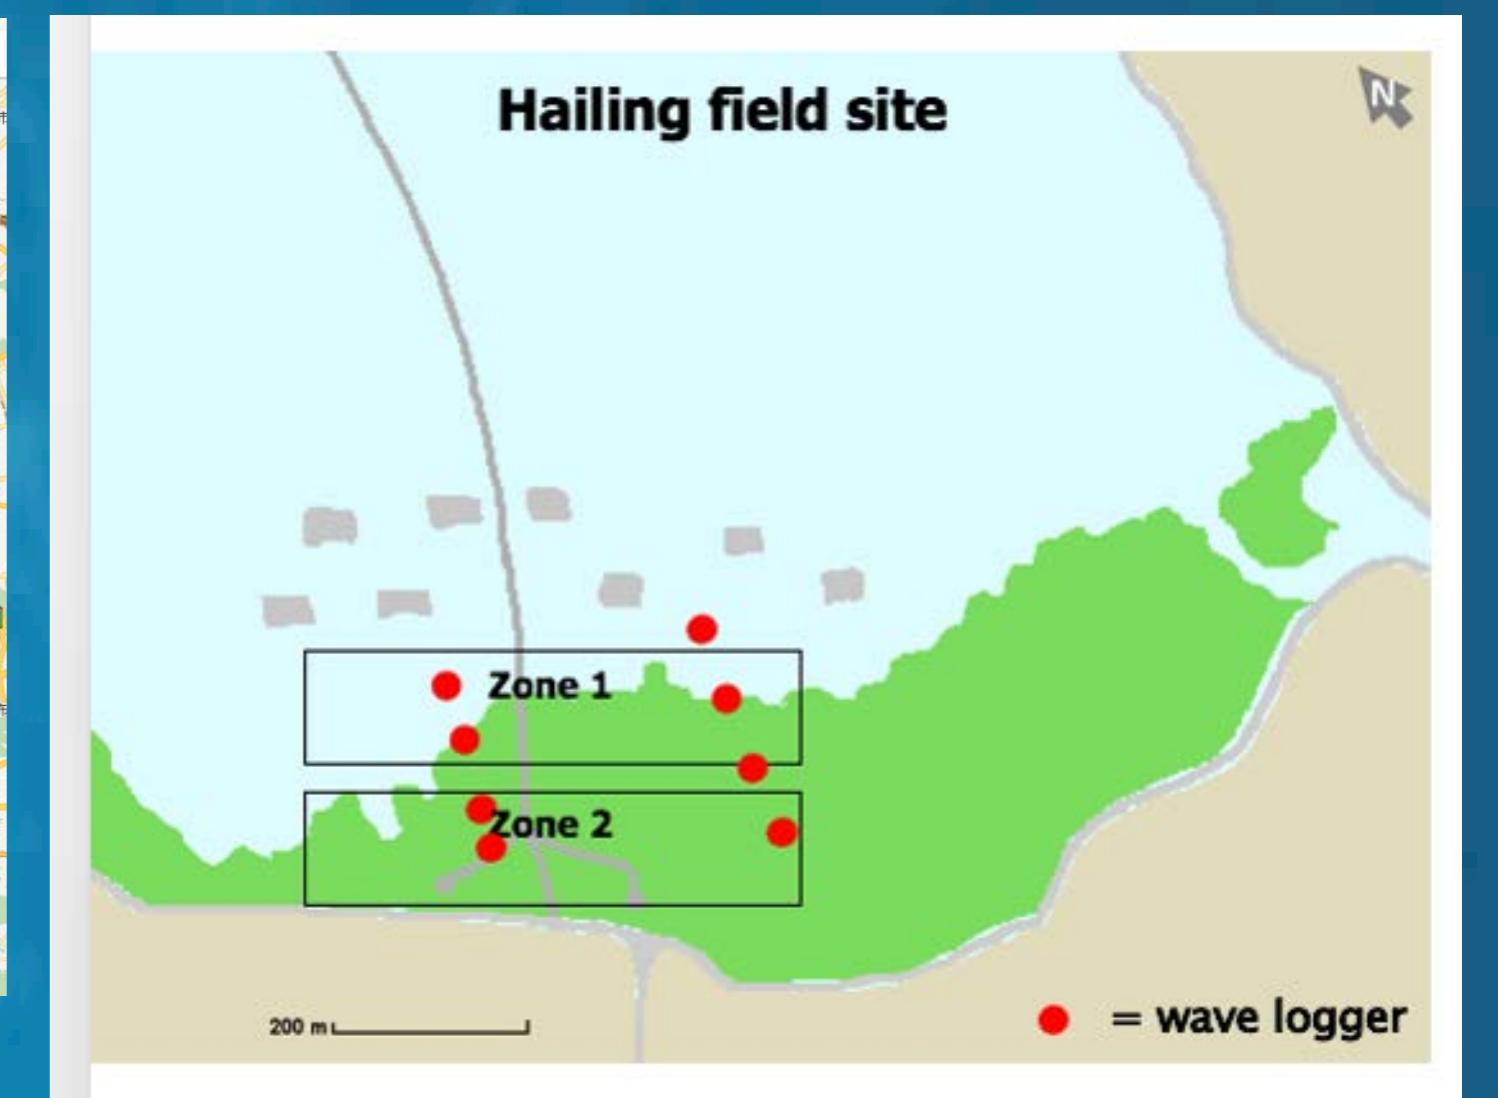 Hailing field site
N
Zone 1
Zone 2
200 m
= wave logger